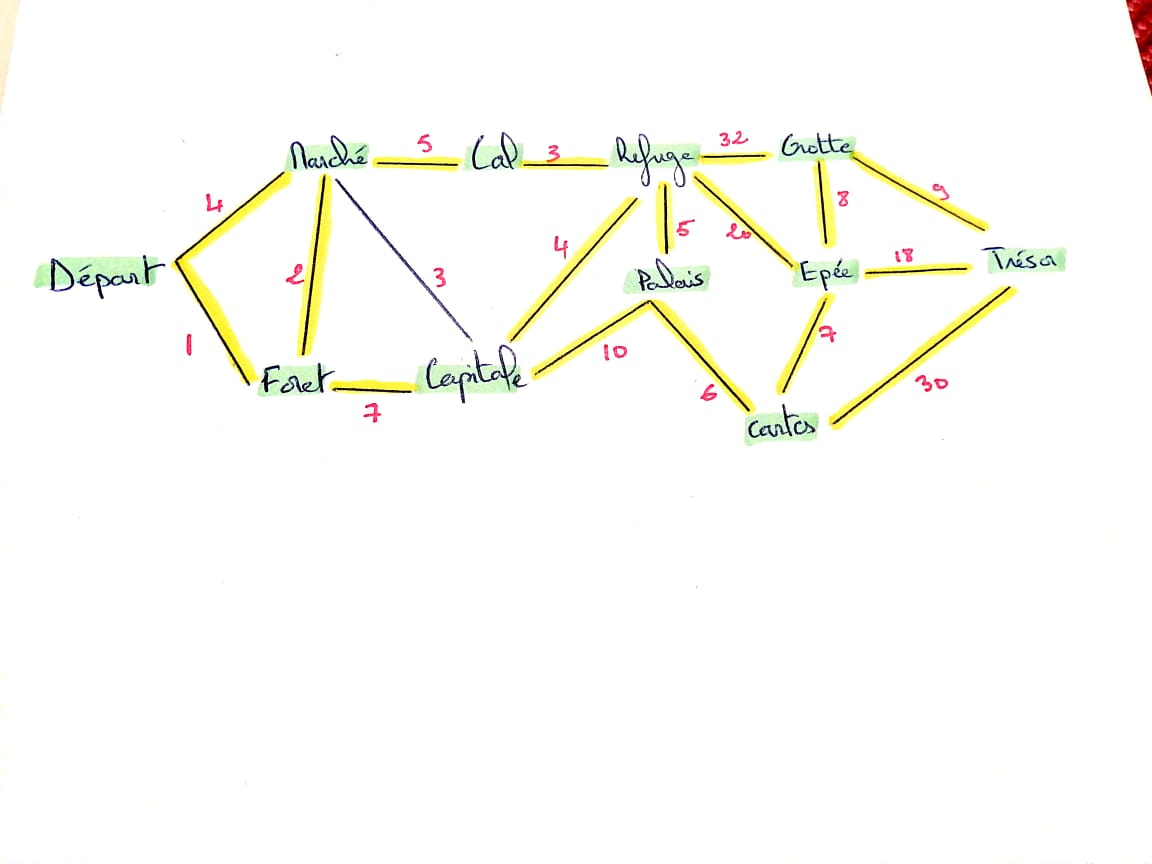 Marché 5 Cal 3 Refuge 32 Grotte
4 8 9
Départ 2 3 4 5 20
Palais Epée 18 Trésor
1 7
Foret Capitale 10
7 6 30
Cartes